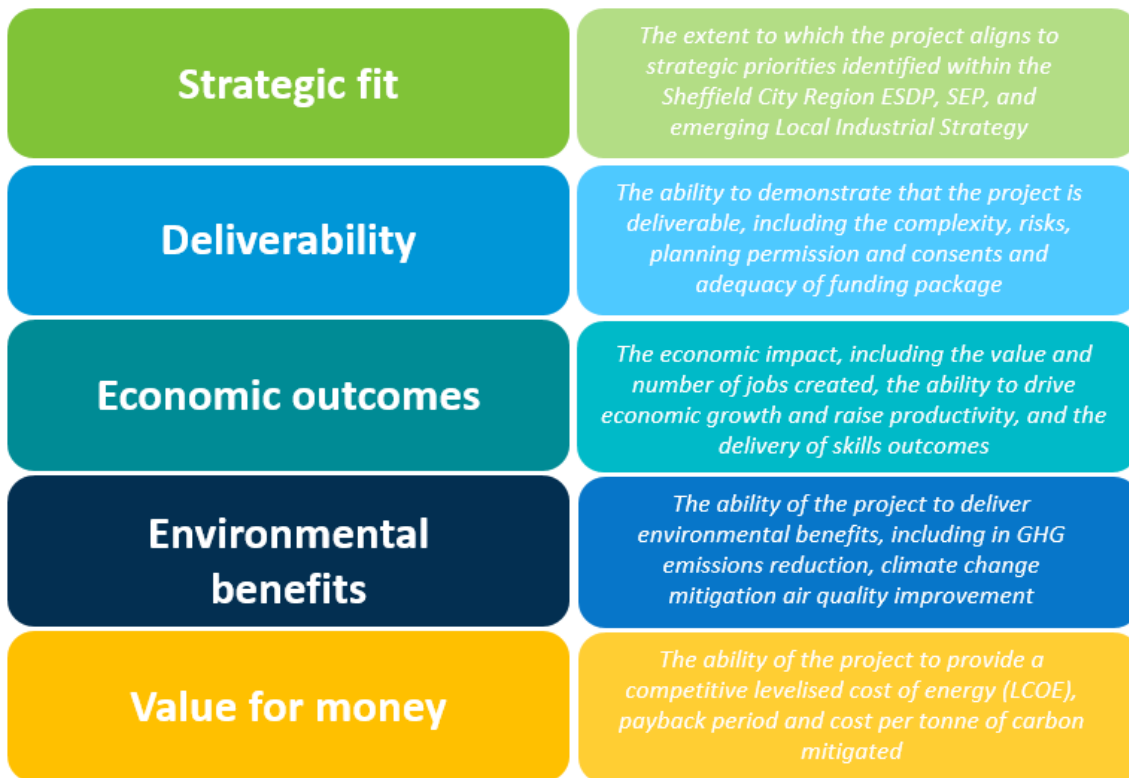 Strategic fit
The extent to which the project aligns to
strategic priorities identified within the
Sheffield City Region ESDP, SEP, and
emerging Local Industrial Strategy
Deliverability
The ability to demonstrate that the project is
deliverable, including the complexity, risks,
planning permission and consents and
adequacy of funding package
Economic outcomes
The economic impact, including the value and
number of jobs created, the ability to drive
economic growth and raise productivity, and the
delivery of skills outcomes
Environmental
benefits
The ability of the project to deliver
environmental benefits, including in GHG
emissions reduction, climate change
mitigation air quality improvement
Value for money
The ability of the project to provide a
competitive levelised cost of energy (LCOE),
payback period and cost per tonne of carbon
mitigated